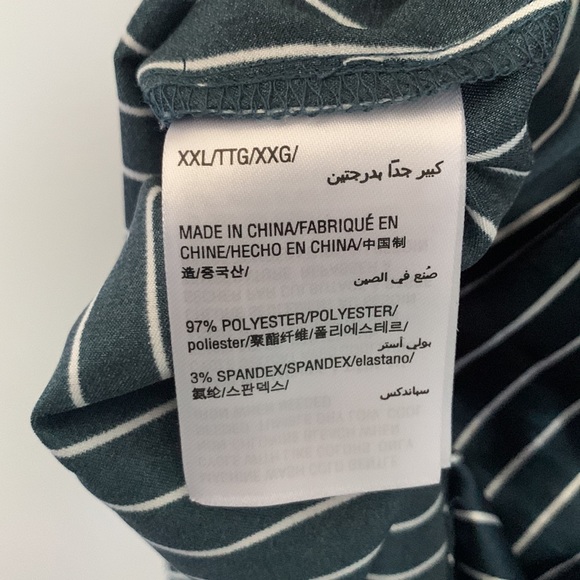 XXL/TTG/XXG/
كبير جدًا بدرجتين
MADE IN CHINA/FABRIQUÉ EN
CHINE/HECHO EN CHINA/中国制
造/중국산/
صُنع في الصين
97% POLYESTER/POLYESTER/
poliester/聚酯纤维/폴리에스테르/
بولي أستر
3% SPANDEX/SPANDEX/elastano/
氨纶/스판덱스/
سباندكس